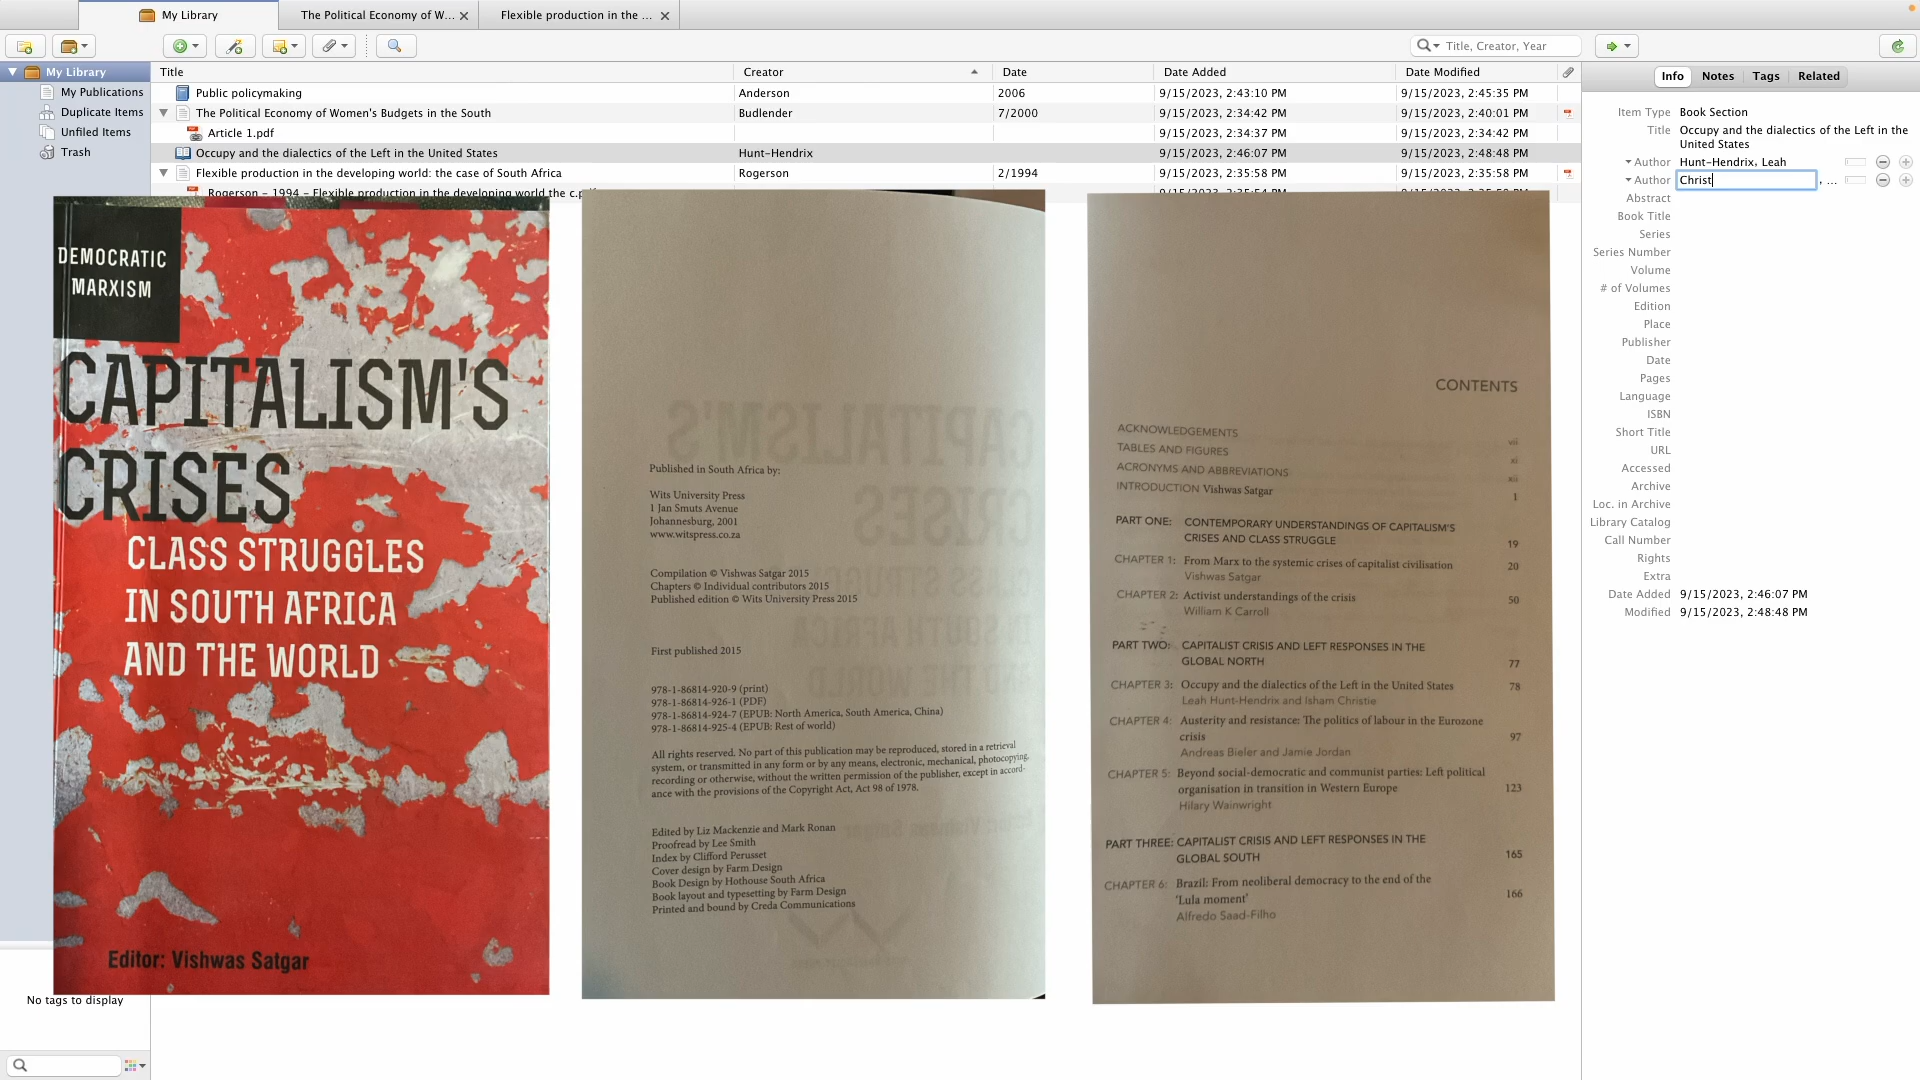 My Library
The Political Economy of W...
Flexible production in the ...
Title, Creator, Year
My Library
My Publications
Duplicate Items
Unfiled Items
Trash
Title Creator Date Date Added Date Modified
Public policymaking Anderson 2006 9/15/2023, 2:43:10 PM 9/15/2023, 2:45:35 PM
The Political Economy of Women's Budgets in the South Budlender 7/2000 9/15/2023, 2:34:42 PM 9/15/2023, 2:40:01 PM
Article 1.pdf 9/15/2023, 2:34:37 PM 9/15/2023, 2:34:42 PM
Occupy and the dialectics of the Left in the United States Hunt-Hendrix 9/15/2023, 2:46:07 PM 9/15/2023, 2:48:48 PM
Flexible production in the developing world: the case of South Africa Rogerson 2/1994 9/15/2023, 2:35:58 PM 9/15/2023, 2:35:58 PM
Rogerson - 1994 - Flexible production in the developing world the c.pdf
DEMOCRATIC
MARXISM
CAPITALISM'S
CRISES
CLASS STRUGGLES
IN SOUTH AFRICA
AND THE WORLD
Editor: Vishwas Satgar
Published in South Africa by:
Wits University Press
1 Jan Smuts Avenue
Johannesburg, 2001
www.witspress.co.za
Compilation © Vishwas Satgar 2015
Chapters © Individual contributors 2015
Published edition © Wits University Press 2015
First published 2015
978-1-86814-920-9 (print)
978-1-86814-926-1 (PDF)
978-1-86814-924-7 (EPUB: North America, South America, China)
978-1-86814-925-4 (EPUB: Rest of world)
All rights reserved. No part of this publication may be reproduced, stored in a retrieval
system, or transmitted in any form or by any means, electronic, mechanical, photocopying,
recording or otherwise, without the written permission of the publisher, except in accord-
ance with the provisions of the Copyright Act, Act 98 of 1978.
Edited by Liz Mackenzie and Mark Ronan
Proofread by Lee Smith
Index by Clifford Perusset
Cover design by Farm Design
Book Design by Hothouse South Africa
Book layout and typesetting by Farm Design
Printed and bound by Creda Communications
CONTENTS
ACKNOWLEDGEMENTS vii
TABLES AND FIGURES xi
ACRONYMS AND ABBREVIATIONS xii
INTRODUCTION Vishwas Satgar 1
PART ONE: CONTEMPORARY UNDERSTANDINGS OF CAPITALISM'S
CRISES AND CLASS STRUGGLE 19
CHAPTER 1: From Marx to the systemic crises of capitalist civilisation 20
Vishwas Satgar
CHAPTER 2: Activist understandings of the crisis 50
William K Carroll
PART TWO: CAPITALIST CRISIS AND LEFT RESPONSES IN THE
GLOBAL NORTH 77
CHAPTER 3: Occupy and the dialectics of the Left in the United States 78
Leah Hunt-Hendrix and Isham Christie
CHAPTER 4: Austerity and resistance: The politics of labour in the Eurozone
crisis 97
Andreas Bieler and Jamie Jordan
CHAPTER 5: Beyond social-democratic and communist parties: Left political
organisation in transition in Western Europe 123
Hilary Wainwright
PART THREE: CAPITALIST CRISIS AND LEFT RESPONSES IN THE
GLOBAL SOUTH 165
CHAPTER 6: Brazil: From neoliberal democracy to the end of the
'Lula moment' 166
Alfredo Saad-Filho
No tags to display
Info Notes Tags Related
Item Type Book Section
Title Occupy and the dialectics of the Left in the
United States
Author Hunt-Hendrix, Leah
Author Christ , ...
Abstract
Book Title
Series
Series Number
Volume
# of Volumes
Edition
Place
Publisher
Date
Pages
Language
ISBN
Short Title
URL
Accessed
Archive
Loc. in Archive
Library Catalog
Call Number
Rights
Extra
Date Added 9/15/2023, 2:46:07 PM
Modified 9/15/2023, 2:48:48 PM